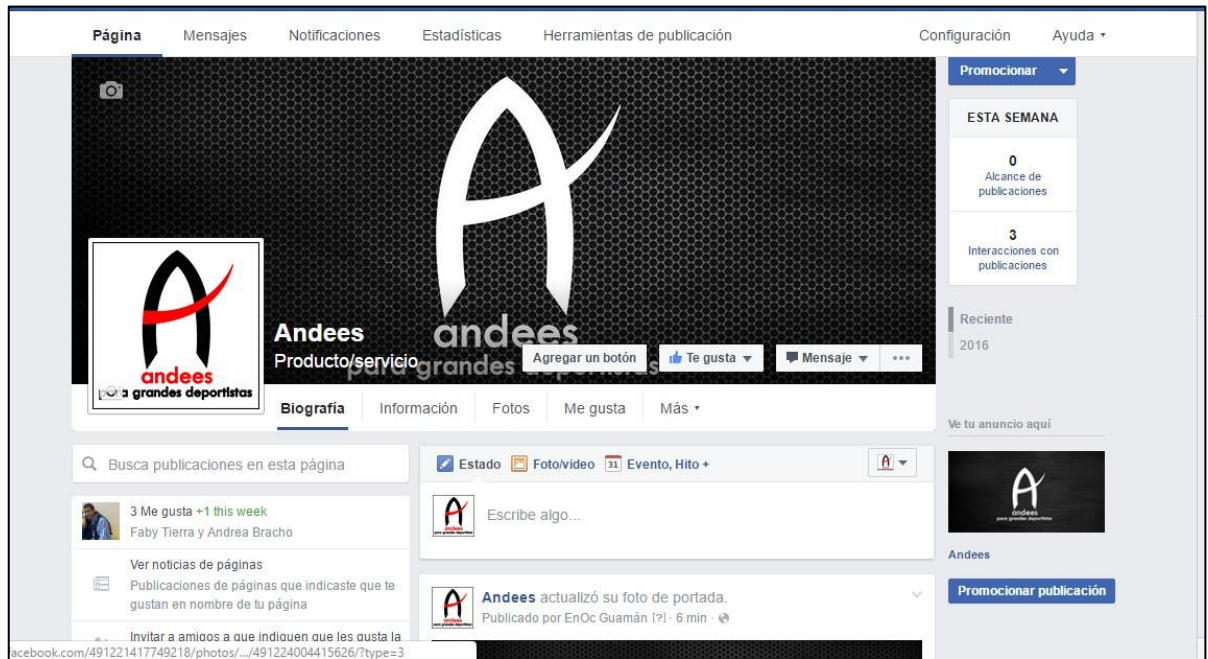 Página Mensajes Notificaciones Estadísticas Herramientas de publicación Configuración Ayuda
Promocionar
ESTA SEMANA
0
Alcance de
publicaciones
3
Interacciones con
publicaciones
Reciente
2016
A
andees
para grandes deportistas
A
andees
para grandes deportistas
Andees
Producto/servicio
Agregar un botón Te gusta Mensaje
Biografía Información Fotos Me gusta Más
Ve tu anuncio aquí
A
andees
para grandes deportistas
Andees
Promocionar publicación
Busca publicaciones en esta página
3 Me gusta +1 this week
Faby Tierra y Andrea Bracho
Ver noticias de páginas
Publicaciones de páginas que indicaste que te
gustan en nombre de tu
página
Invitar a amigos a que indiquen que les gusta la
Estado Foto/video 31 Evento, Hito +
Escribe algo...
Andees actualizó su foto de portada.
Publicado por EnOc Guamán [?] · 6 min ·
acebook.com/491221417749218/photos/.../491224004415626/?type=3